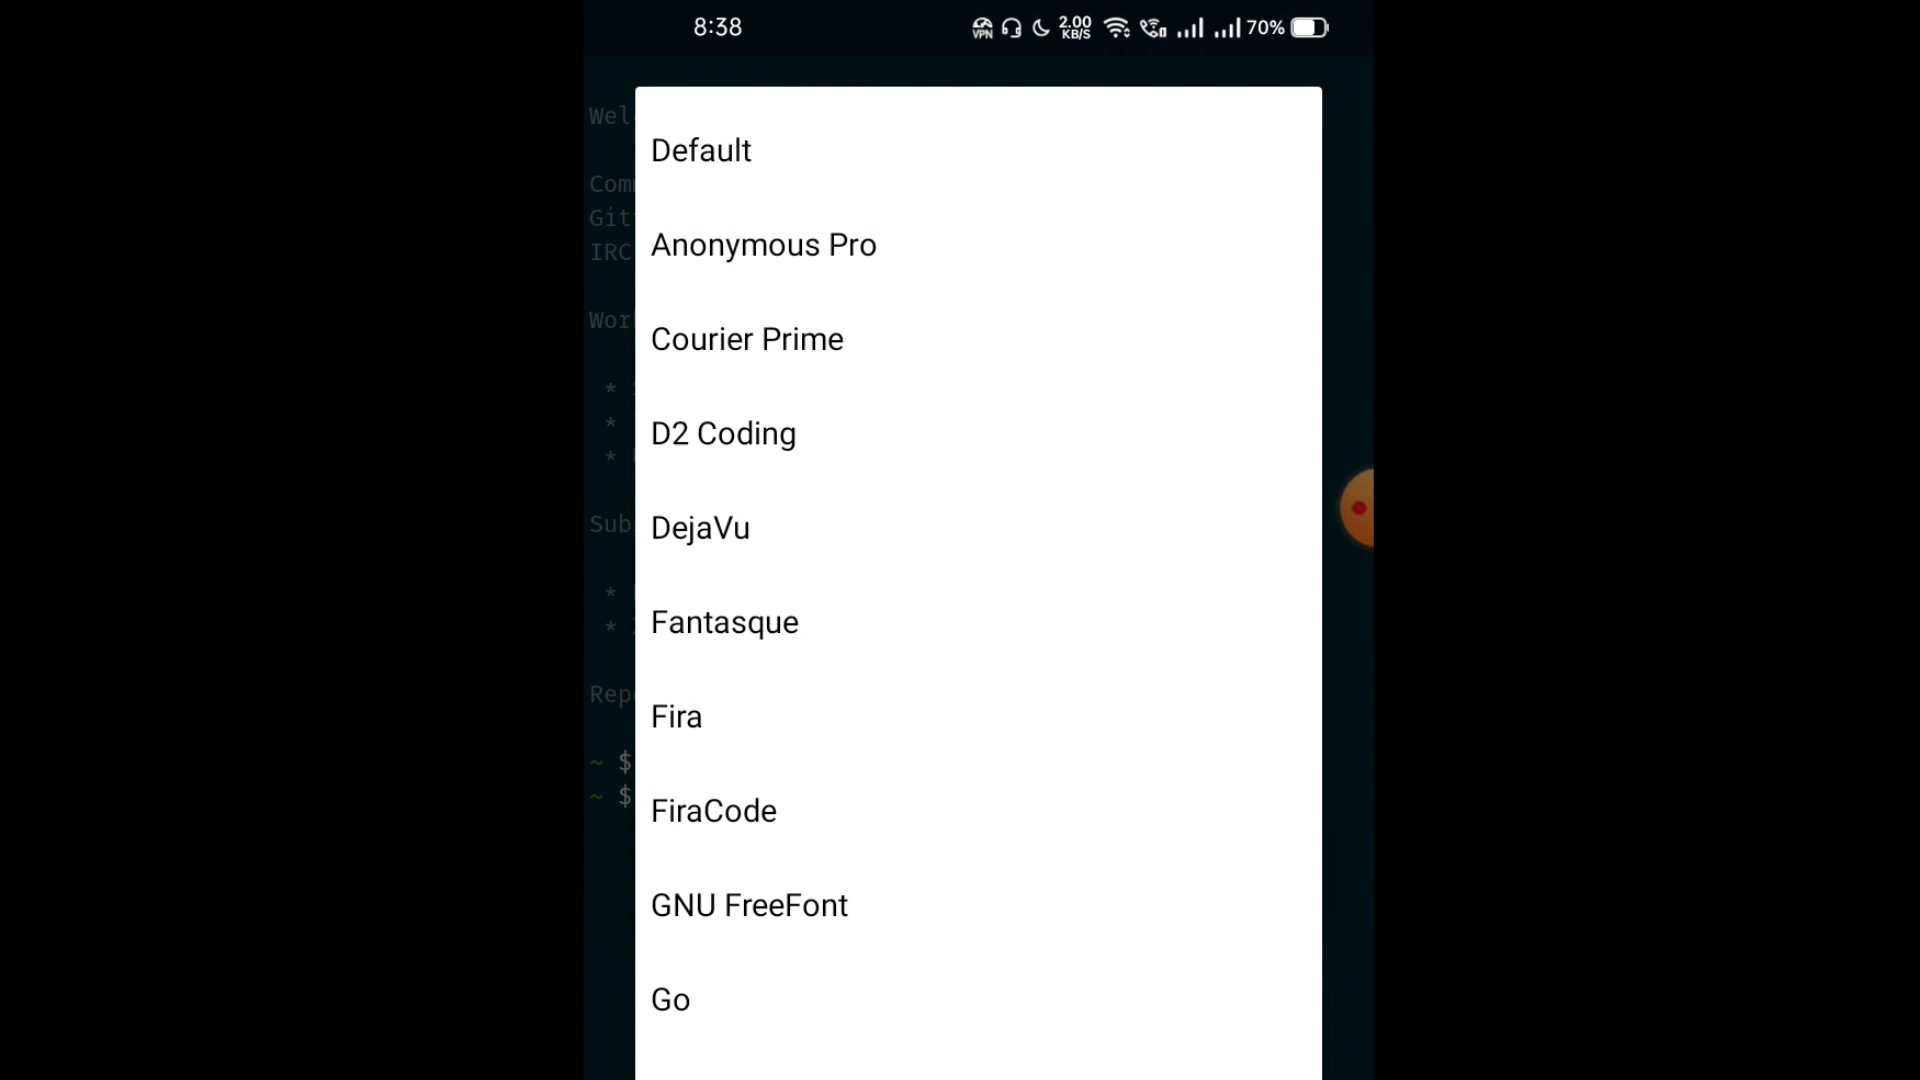 8:38
VPN 2.00 KB/S 70%
Default
Anonymous Pro
Courier Prime
D2 Coding
DejaVu
Fantasque
Fira
FiraCode
GNU FreeFont
Go
Wel
Com
Git
IRC
Wor
*
*
*
Sub
*
*
Rep
~ $
~ $